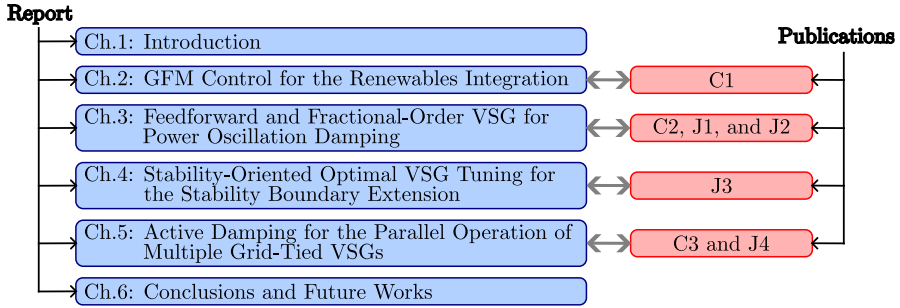 Report
Publications
Ch.1: Introduction
Ch.2: GFM Control for the Renewables Integration
C1
Ch.3: Feedforward and Fractional-Order VSG for
Power Oscillation Damping
C2, J1, and J2
Ch.4: Stability-Oriented Optimal VSG Tuning for
the Stability Boundary Extension
J3
Ch.5: Active Damping for the Parallel Operation of
Multiple Grid-Tied VSGs
C3 and J4
Ch.6: Conclusions and Future Works